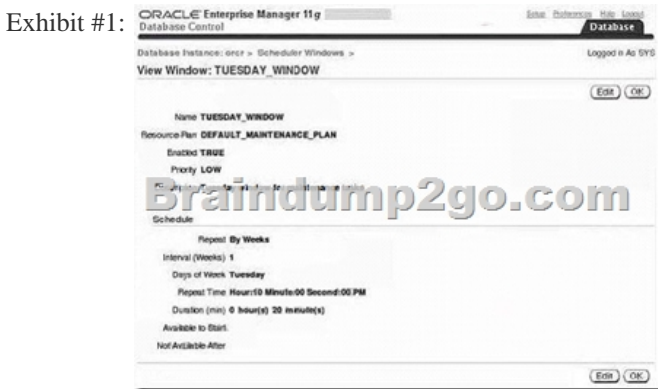 Exhibit #1:
ORACLE Enterprise Manager 11g
Database Control
Setup Preferences Help Logout
Database
Database Instance: orcr > Scheduler Windows >
Logged in As SYS
View Window: TUESDAY_WINDOW
Edit OK
Name TUESDAY_WINDOW
Resource Plan DEFAULT_MAINTENANCE_PLAN
Enabled TRUE
Priority LOW
Braindump2go.com
Schedule
Repeat By Weeks
Interval (Weeks) 1
Days of Week Tuesday
Repeat Time Hour:10 Minute:00 Second:00 PM
Duration (min) 0 hour(s) 20 minute(s)
Available to Start
Not Available After
Edit OK